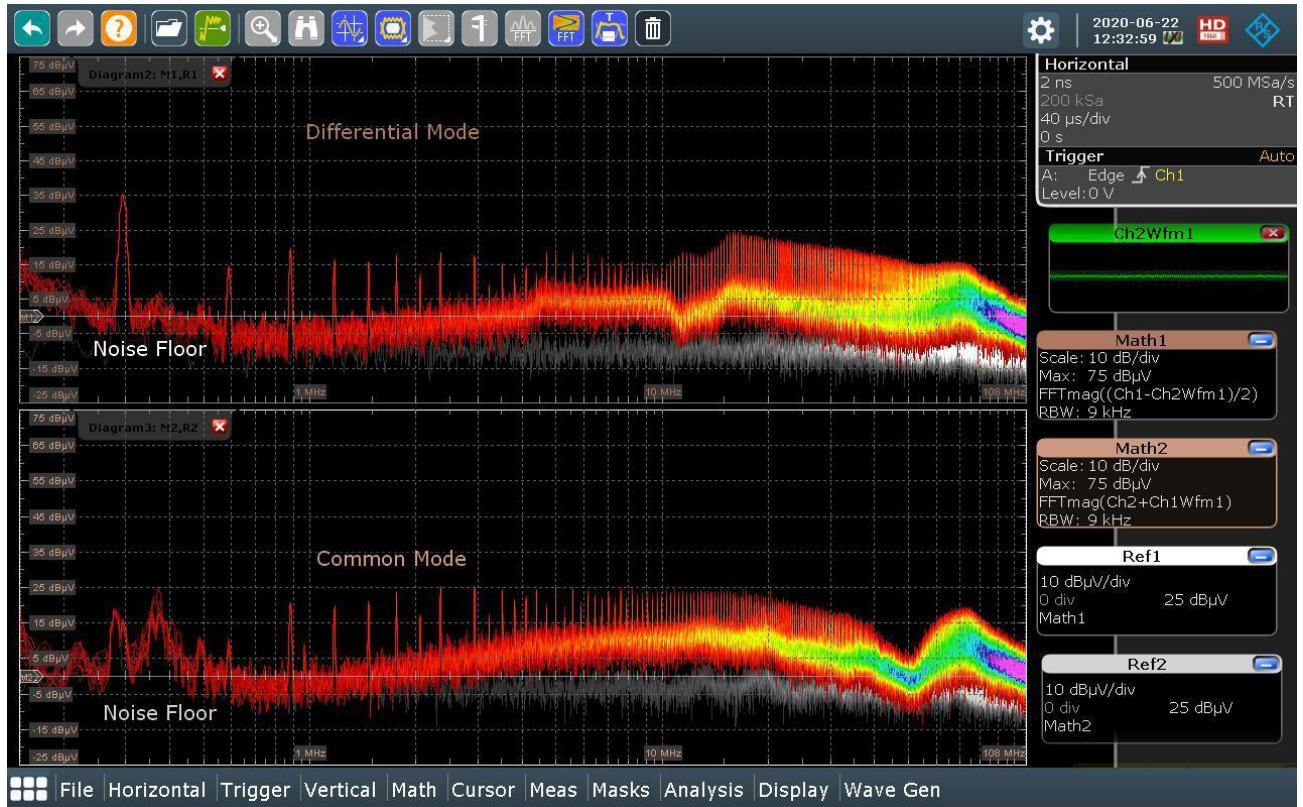 ?
FFT
FFT
2020-06-22
12:32:59
HD
75 dBµV
Diagram2: M1,R1
65 dBµV
55 dBµV
Differential Mode
45 dBµV
35 dBµV
25 dBµV
15 dBµV
5 dBµV
M1
-5 dBµV
Noise Floor
-15 dBµV
-25 dBµV
1 MHz
10 MHz
108 MHz
75 dBµV
Diagram3: M2,R2
65 dBµV
55 dBµV
45 dBµV
35 dBµV
Common Mode
25 dBµV
15 dBµV
5 dBµV
M2
-5 dBµV
Noise Floor
-15 dBµV
-25 dBµV
1 MHz
10 MHz
108 MHz
Horizontal
2 ns 500 MSa/s
200 kSa RT
40 µs/div
0 s
Trigger Auto
A: Edge Ch1
Level:0 V
Ch2Wfm1
Math1
Scale: 10 dB/div
Max: 75 dBµV
FFTmag((Ch1-Ch2Wfm1)/2)
RBW: 9 kHz
Math2
Scale: 10 dB/div
Max: 75 dBµV
FFTmag(Ch2+Ch1Wfm1)
RBW: 9 kHz
Ref1
10 dBµV/div
0 div 25 dBµV
Math1
Ref2
10 dBµV/div
0 div 25 dBµV
Math2
File Horizontal Trigger Vertical Math Cursor Meas Masks Analysis Display Wave Gen